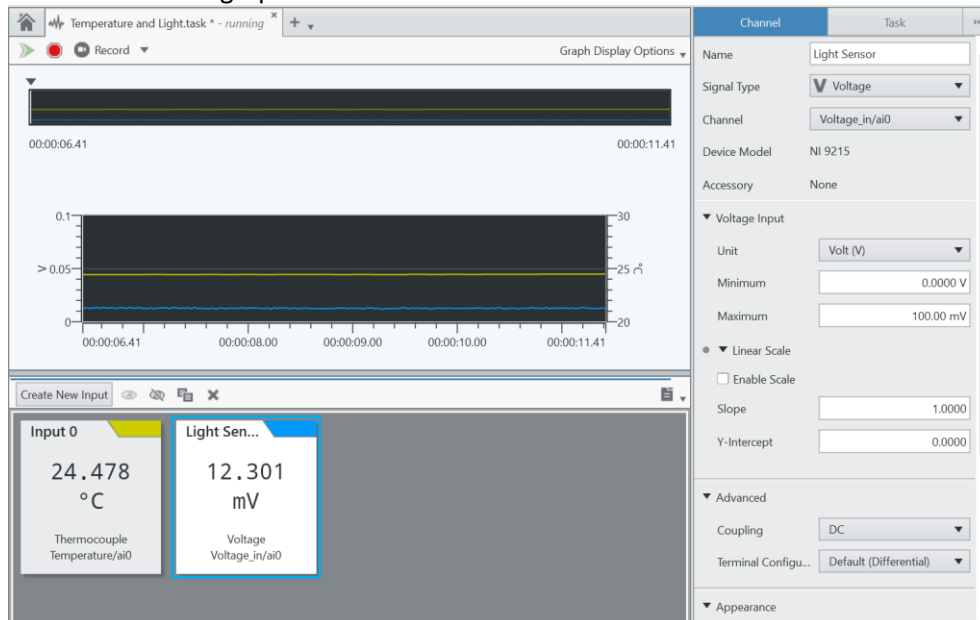 Temperature and Light.task * - running
Record
Graph Display Options
00:00:06.41
00:00:11.41
0.1
30
V 0.05
25 °C
0
20
00:00:06.41
00:00:08.00
00:00:09.00
00:00:10.00
00:00:11.41
Create New Input
Input 0
24.478
°C
Thermocouple
Temperature/ai0
Light Sen...
12.301
mV
Voltage
Voltage_in/ai0
Channel
Task
Name
Light Sensor
Signal Type
V Voltage
Channel
Voltage_in/ai0
Device Model
NI 9215
Accessory
None
Voltage Input
Unit
Volt (V)
Minimum
0.0000 V
Maximum
100.00 mV
Linear Scale
Enable Scale
Slope
1.0000
Y-Intercept
0.0000
Advanced
Coupling
DC
Terminal Configu...
Default (Differential)
Appearance